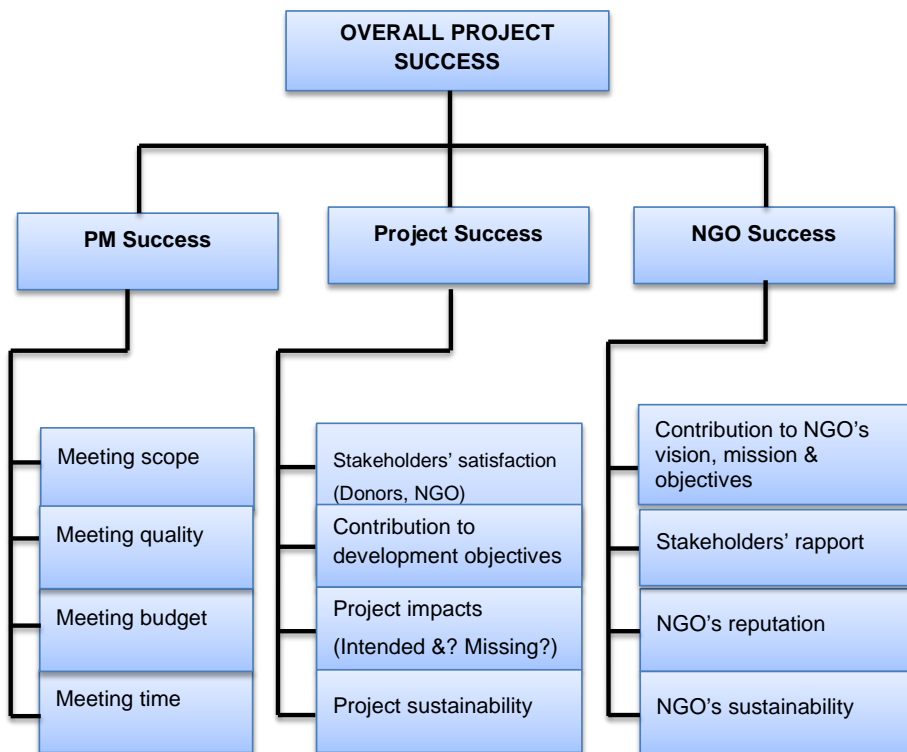 OVERALL PROJECT
SUCCESS
PM Success
Project Success
NGO Success
Meeting scope
Meeting quality
Meeting budget
Meeting time
Stakeholders’ satisfaction
(Donors, NGO)
Contribution to
development objectives
Project impacts
(Intended &? Missing?)
Project sustainability
Contribution to NGO’s
vision, mission &
objectives
Stakeholders’ rapport
NGO’s reputation
NGO’s sustainability